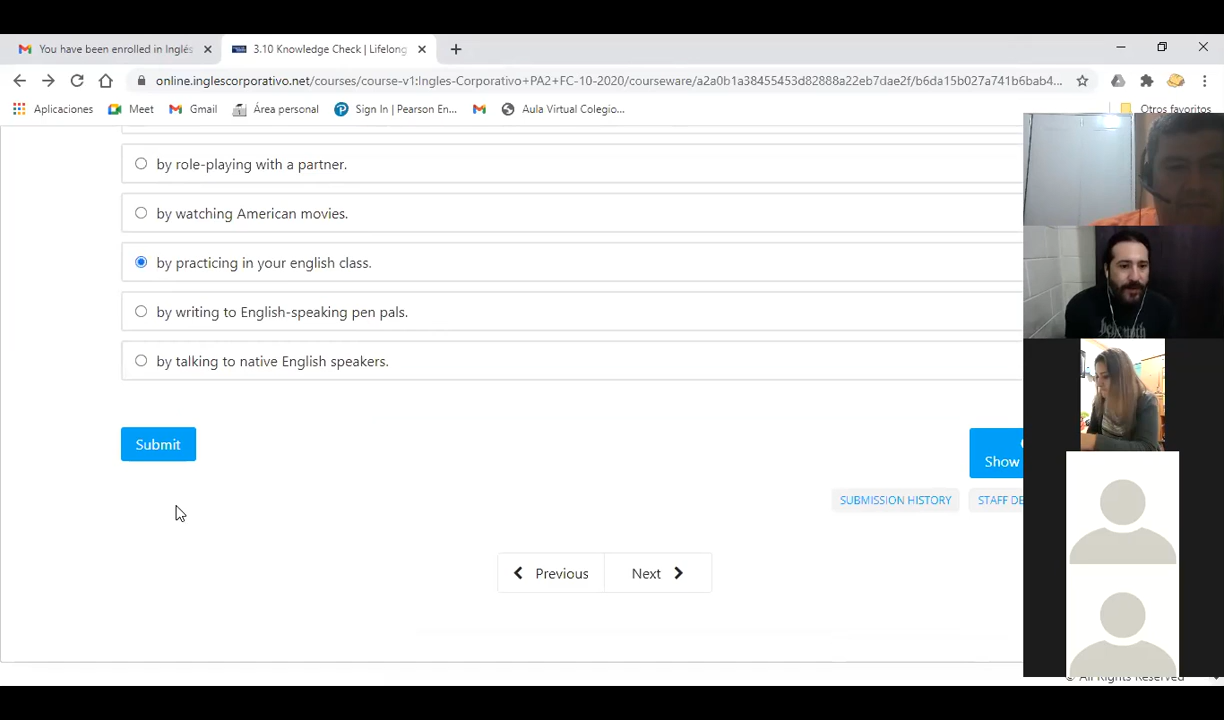 You have been enrolled in Inglés
3.10 Knowledge Check | Lifelong
online.inglescorporativo.net/courses/course-v1:Ingles-Corporativo+PA2+FC-10-2020/courseware/a2a0b1a38455453d82888a22eb7dae2f/b6da15b027a741b6bab4...
Aplicaciones Meet Gmail Área personal Sign In | Pearson En... Aula Virtual Colegio... Otros favoritos
by role-playing with a partner.
by watching American movies.
by practicing in your english class.
by writing to English-speaking pen pals.
by talking to native English speakers.
Submit
Show
SUBMISSION HISTORY STAFF DE
Previous Next
© All Rights Reserved
behemoth